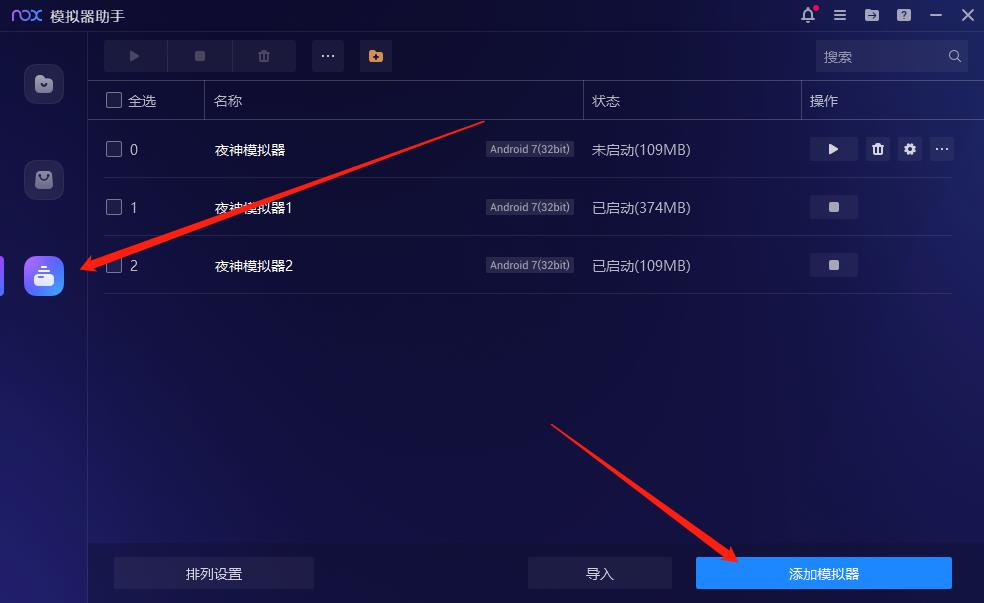 nox 模拟器助手
搜索
全选 名称 状态 操作
0 夜神模拟器 Android 7(32bit) 未启动(109MB)
1 夜神模拟器1 Android 7(32bit) 已启动(374MB)
2 夜神模拟器2 Android 7(32bit) 已启动(109MB)
排列设置 导入 添加模拟器